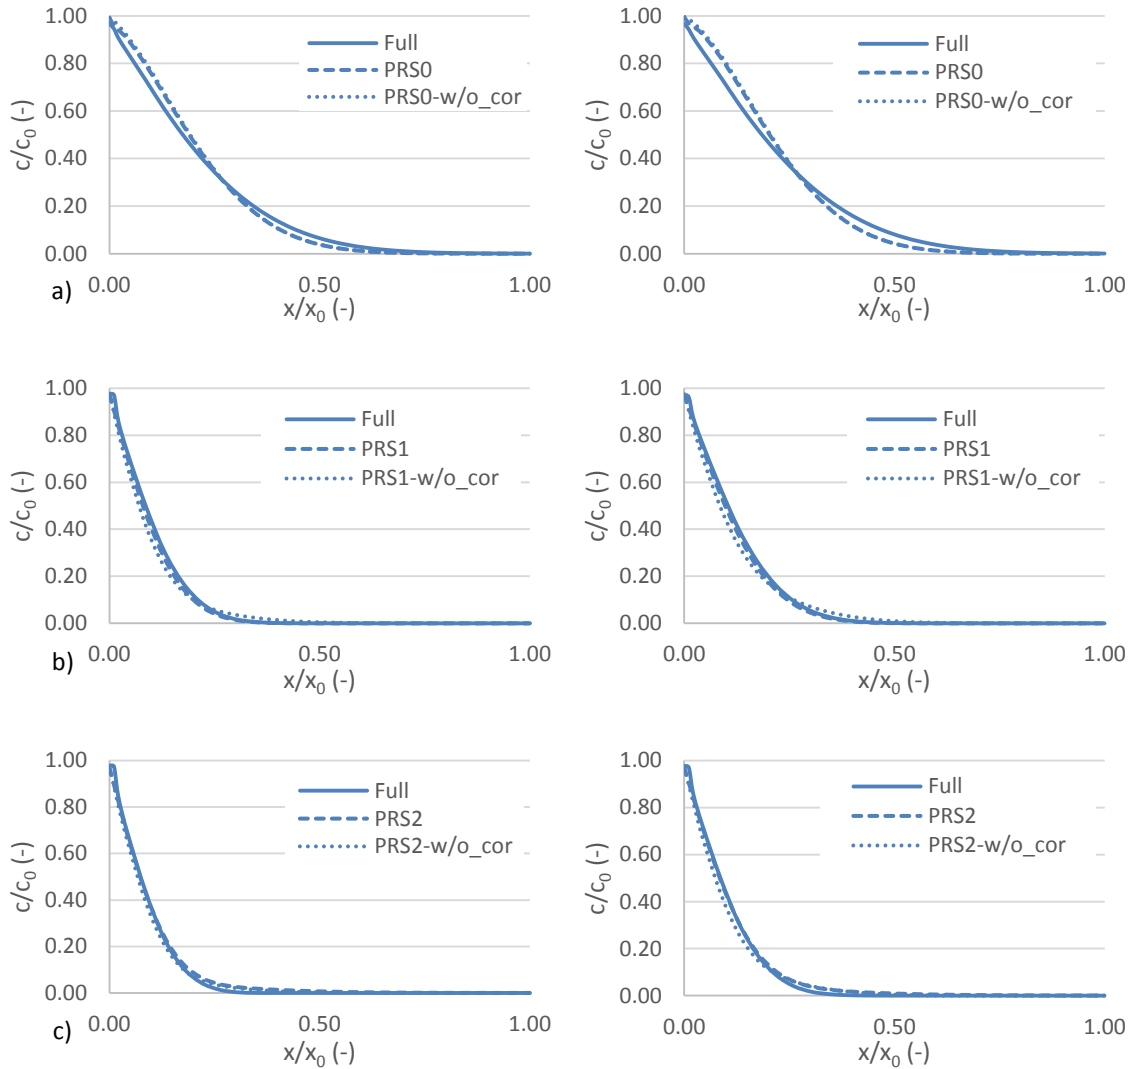 1.00
0.80
0.60
0.40
0.20
0.00
c/c0 (-)
Full
PRS0
PRS0-w/o_cor
0.00 0.50 1.00
x/x0 (-)
a)
1.00
0.80
0.60
0.40
0.20
0.00
c/c0 (-)
Full
PRS0
PRS0-w/o_cor
0.00 0.50 1.00
x/x0 (-)
1.00
0.80
0.60
0.40
0.20
0.00
c/c0 (-)
Full
PRS1
PRS1-w/o_cor
0.00 0.50 1.00
x/x0 (-)
b)
1.00
0.80
0.60
0.40
0.20
0.00
c/c0 (-)
Full
PRS1
PRS1-w/o_cor
0.00 0.50 1.00
x/x0 (-)
1.00
0.80
0.60
0.40
0.20
0.00
c/c0 (-)
Full
PRS2
PRS2-w/o_cor
0.00 0.50 1.00
x/x0 (-)
c)
1.00
0.80
0.60
0.40
0.20
0.00
c/c0 (-)
Full
PRS2
PRS2-w/o_cor
0.00 0.50 1.00
x/x0 (-)